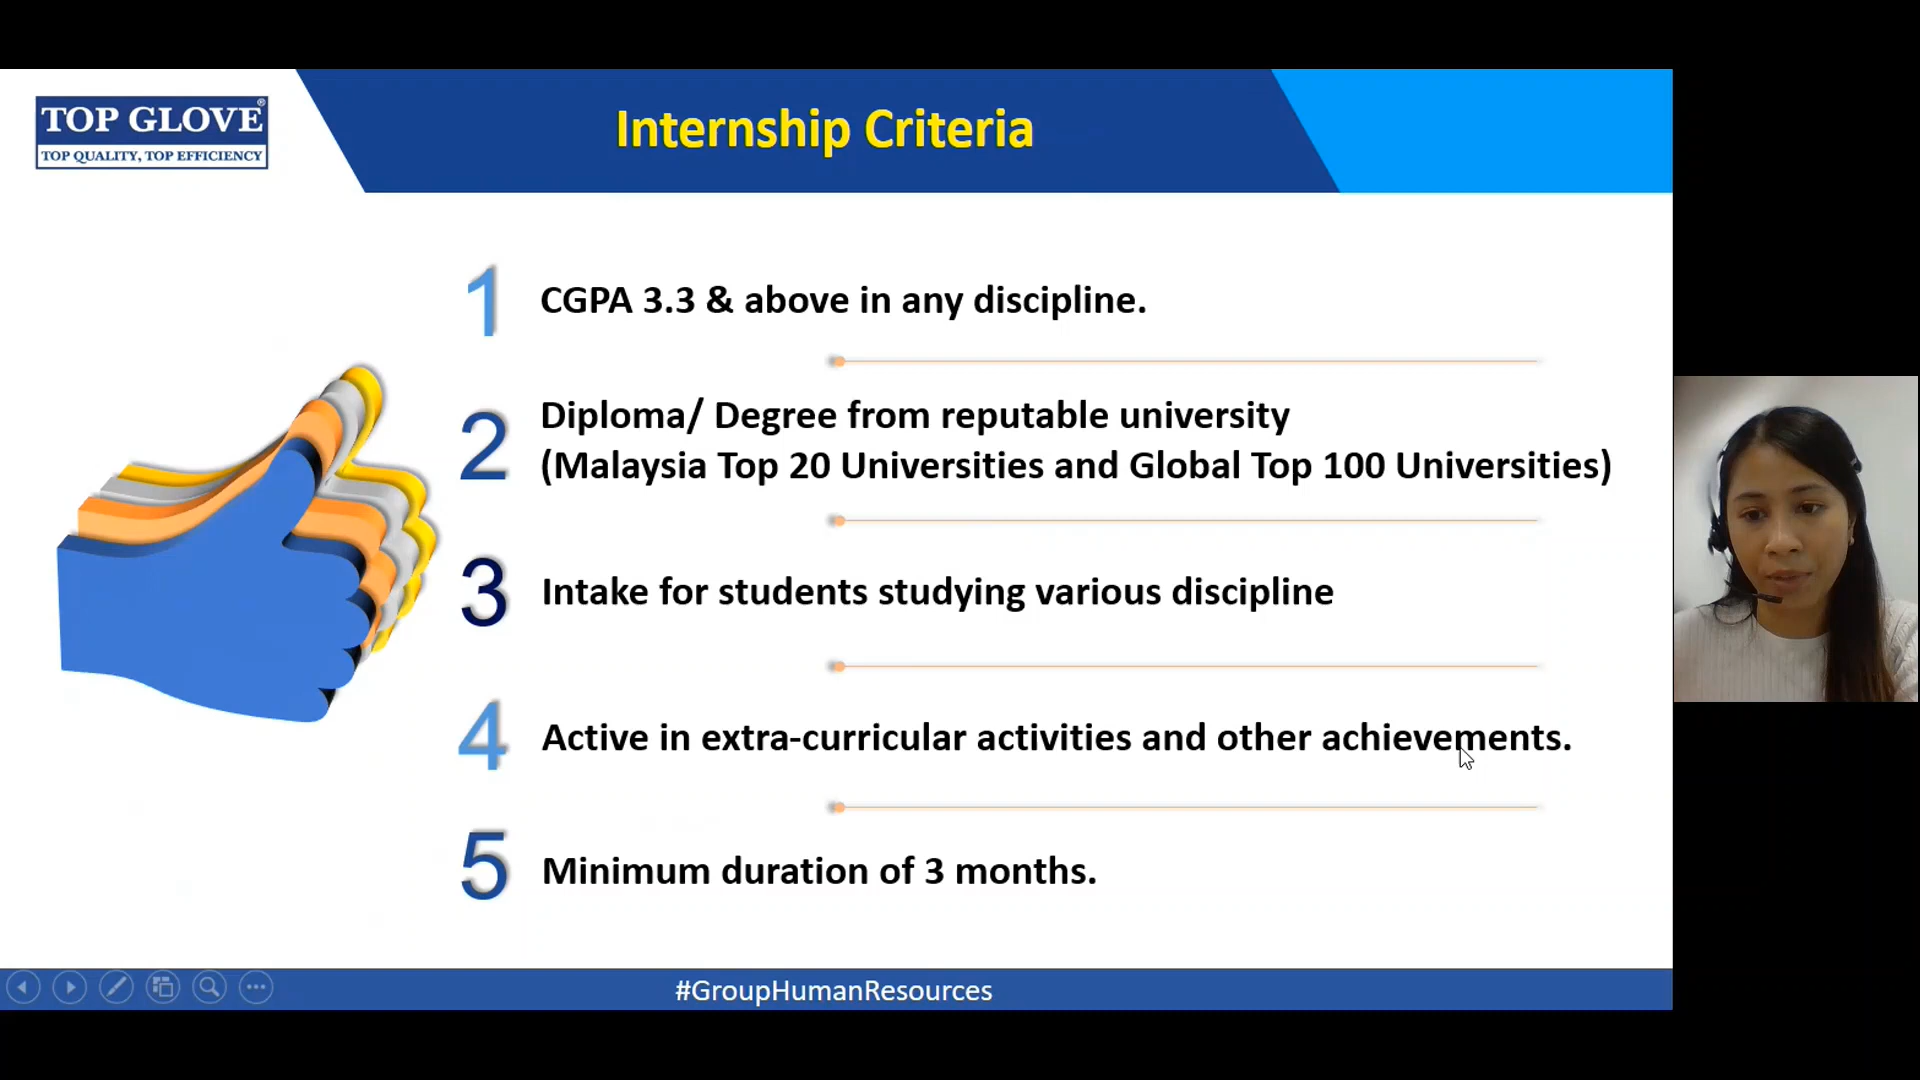 TOP GLOVE®
TOP QUALITY, TOP EFFICIENCY
Internship Criteria
1 CGPA 3.3 & above in any discipline.
2 Diploma/ Degree from reputable university
(Malaysia Top 20 Universities and Global Top 100 Universities)
3 Intake for students studying various discipline
4 Active in extra-curricular activities and other achievements.
5 Minimum duration of 3 months.
#GroupHumanResources